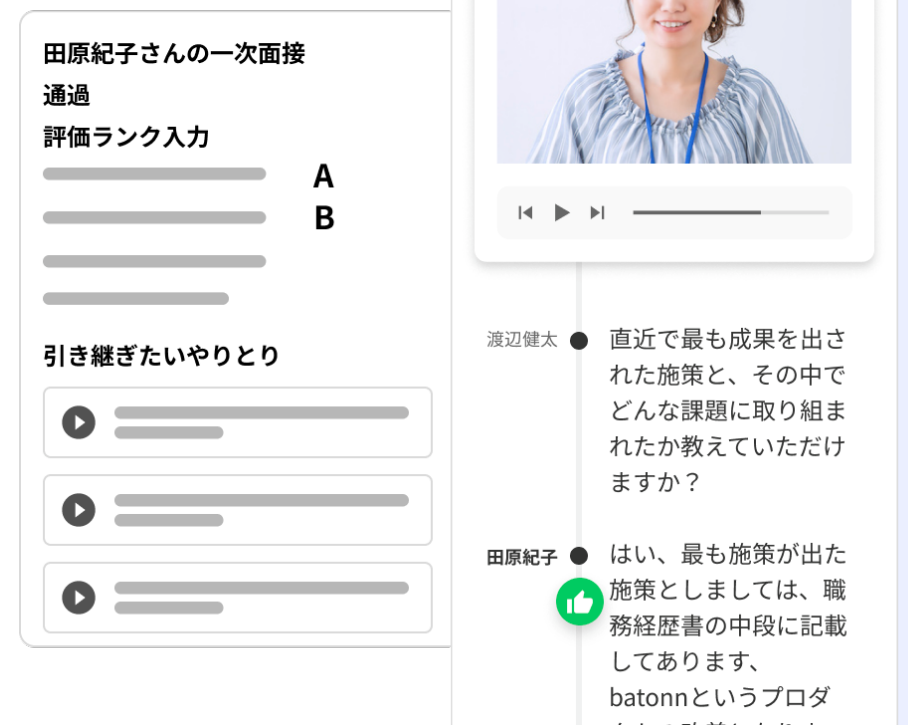 田原紀子さんの一次面接
通過
評価ランク入力
A
B
引き継ぎたいやりとり
渡辺健太
直近で最も成果を出さ
れた施策と、その中で
どんな課題に取り組ま
れたか教えていただけ
ますか？
田原紀子
はい、最も施策が出た
施策としましては、職
務経歴書の中段に記載
してあります、
batonnというプロダ